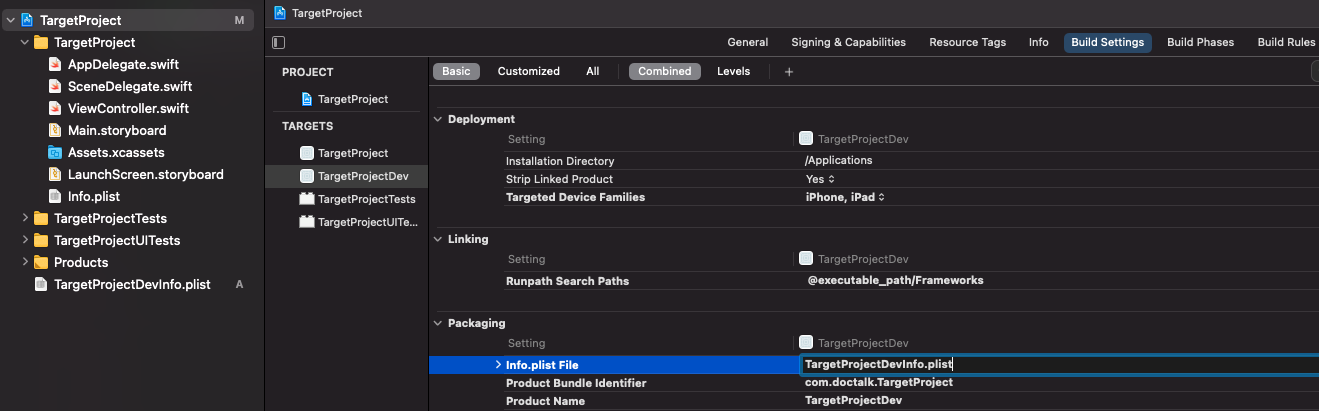 TargetProject M
TargetProject
AppDelegate.swift
SceneDelegate.swift
ViewController.swift
Main.storyboard
Assets.xcassets
LaunchScreen.storyboard
Info.plist
TargetProjectTests
TargetProjectUITests
Products
TargetProjectDevInfo.plist A
TargetProject
General Signing & Capabilities Resource Tags Info Build Settings Build Phases Build Rules
PROJECT
TargetProject
TARGETS
TargetProject
TargetProjectDev
TargetProjectTests
TargetProjectUITe...
Basic Customized All Combined Levels +
Deployment
Setting TargetProjectDev
Installation Directory /Applications
Strip Linked Product Yes
Targeted Device Families iPhone, iPad
Linking
Setting TargetProjectDev
Runpath Search Paths @executable_path/Frameworks
Packaging
Setting TargetProjectDev
Info.plist File TargetProjectDevInfo.plist
Product Bundle Identifier com.doctalk.TargetProject
Product Name TargetProjectDev